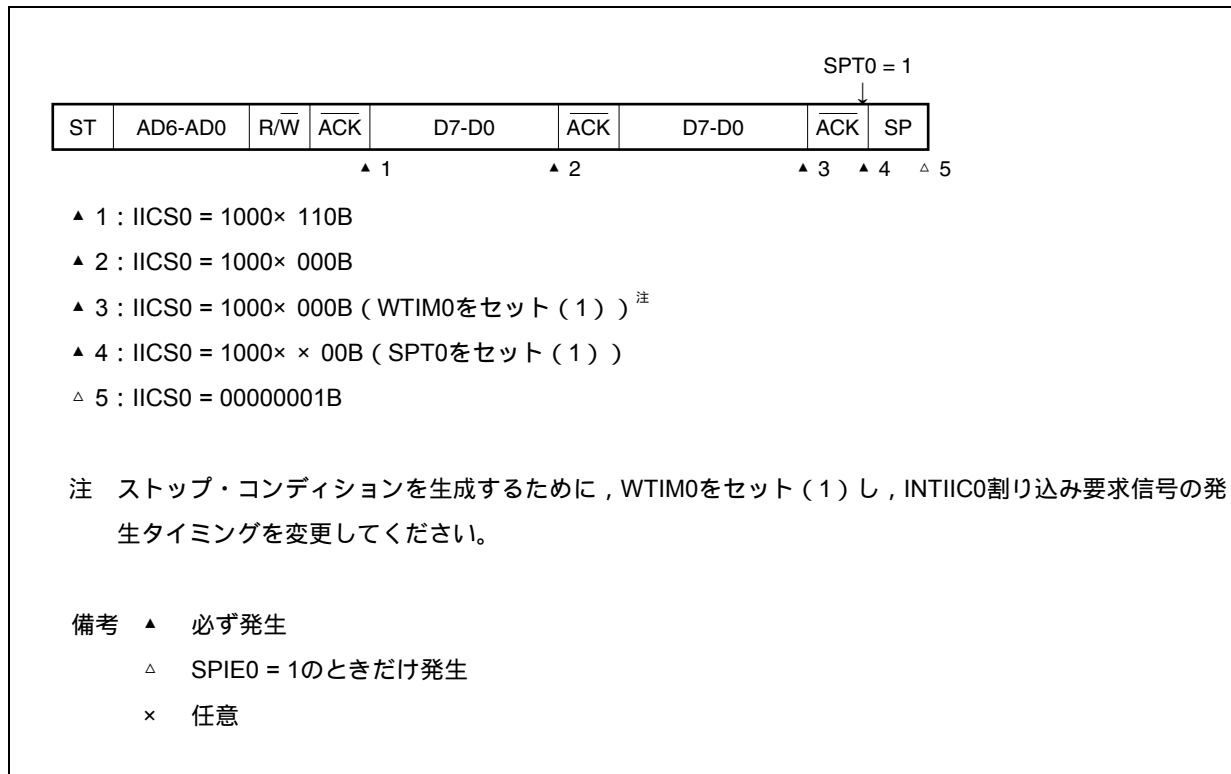 SPT0 = 1
↓
ST AD6-AD0 R/W̅ A̅C̅K̅ D7-D0 A̅C̅K̅ D7-D0 A̅C̅K̅ SP
▲ 1 ▲ 2 ▲ 3 ▲ 4 △ 5
▲ 1：IICS0 = 1000× 110B
▲ 2：IICS0 = 1000× 000B
▲ 3：IICS0 = 1000× 000B（WTIM0をセット（1））注
▲ 4：IICS0 = 1000× × 00B（SPT0をセット（1））
△ 5：IICS0 = 00000001B
注 ストップ・コンディションを生成するために，WTIM0をセット（1）し，INTIIC0割り込み要求信号の発
生タイミングを変更してください。
備考 ▲ 必ず発生
△ SPIE0 = 1のときだけ発生
× 任意